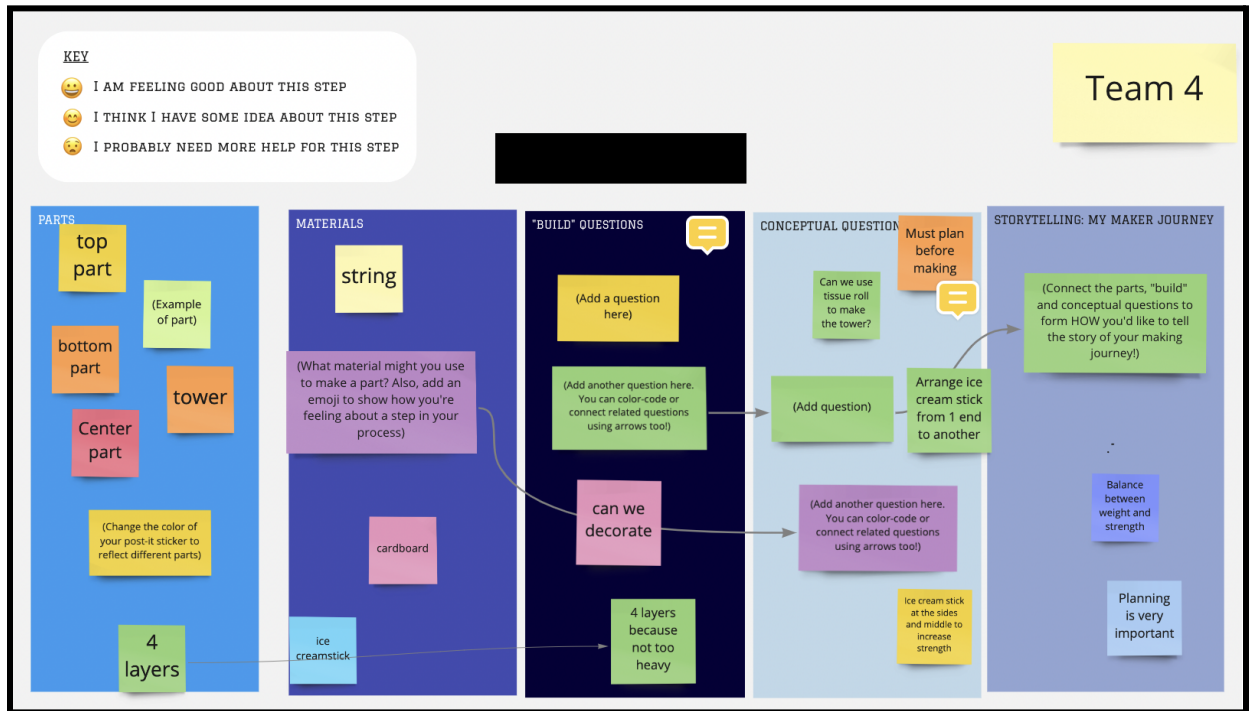 KEY
I AM FEELING GOOD ABOUT THIS STEP
I THINK I HAVE SOME IDEA ABOUT THIS STEP
I PROBABLY NEED MORE HELP FOR THIS STEP
Team 4
PARTS
top
part
(Example
of part)
bottom
part
tower
Center
part
(Change the color of
your post-it sticker to
reflect different parts)
4
layers
MATERIALS
string
(What material might you use
to make a part? Also, add an
emoji to show how you're
feeling about a step in your
process)
cardboard
ice
creamstick
"BUILD" QUESTIONS
(Add a question
here)
(Add another question here.
You can color-code or
connect related questions
using arrows too!)
can we
decorate
4 layers
because
not too
heavy
CONCEPTUAL QUESTION
Must plan
before
making
Can we use
tissue roll
to make
the tower?
(Add question)
Arrange ice
cream stick
from 1 end
to another
(Add another question here.
You can color-code or
connect related questions
using arrows too!)
Ice cream stick
at the sides
and middle to
increase
strength
STORYTELLING: MY MAKER JOURNEY
(Connect the parts, "build"
and conceptual questions to
form HOW you'd like to tell
the story of your making
journey!)
Balance
between
weight and
strength
Planning
is very
important